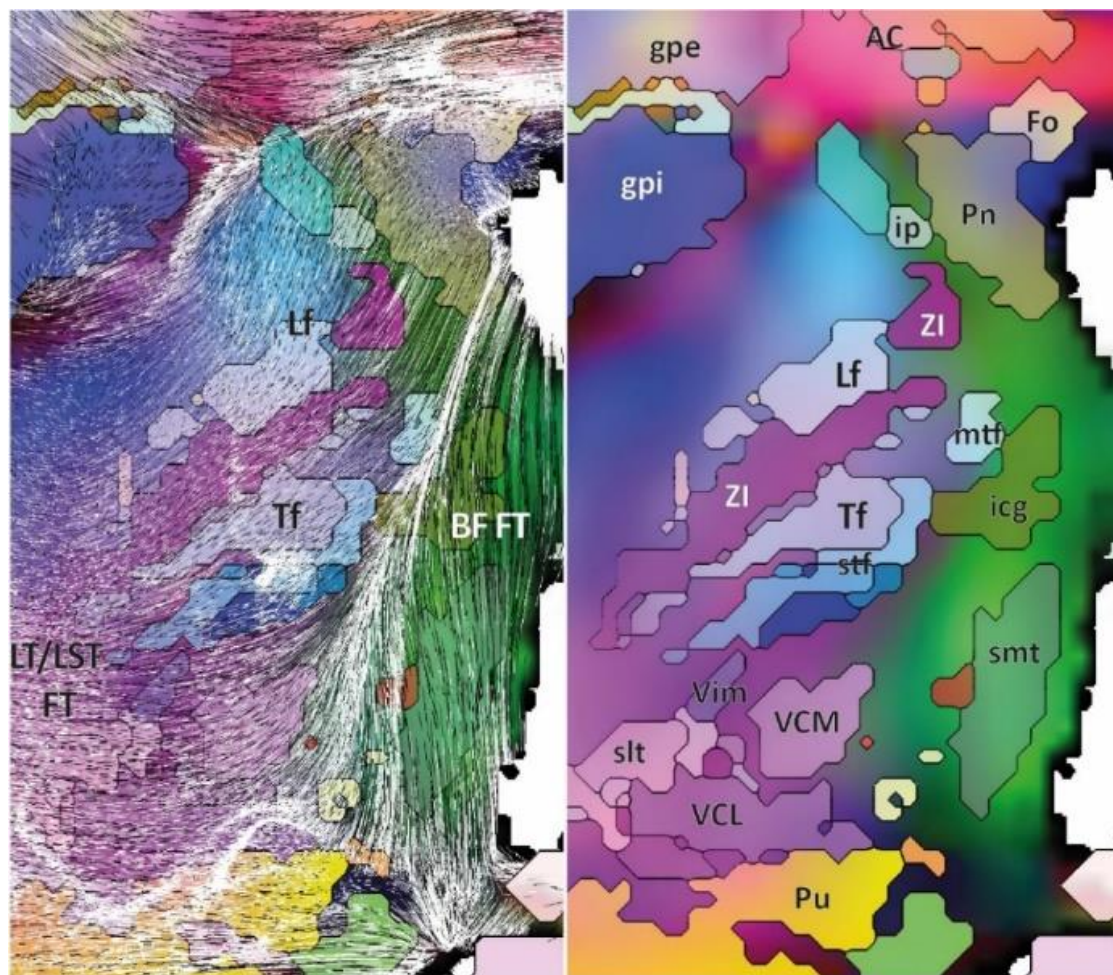 Lf
Tf
BF FT
LT/LST
FT
AC
gpe
Fo
gpi
Pn
ip
ZI
Lf
mtf
ZI
Tf
icg
stf
smt
Vim
VCM
slt
VCL
Pu